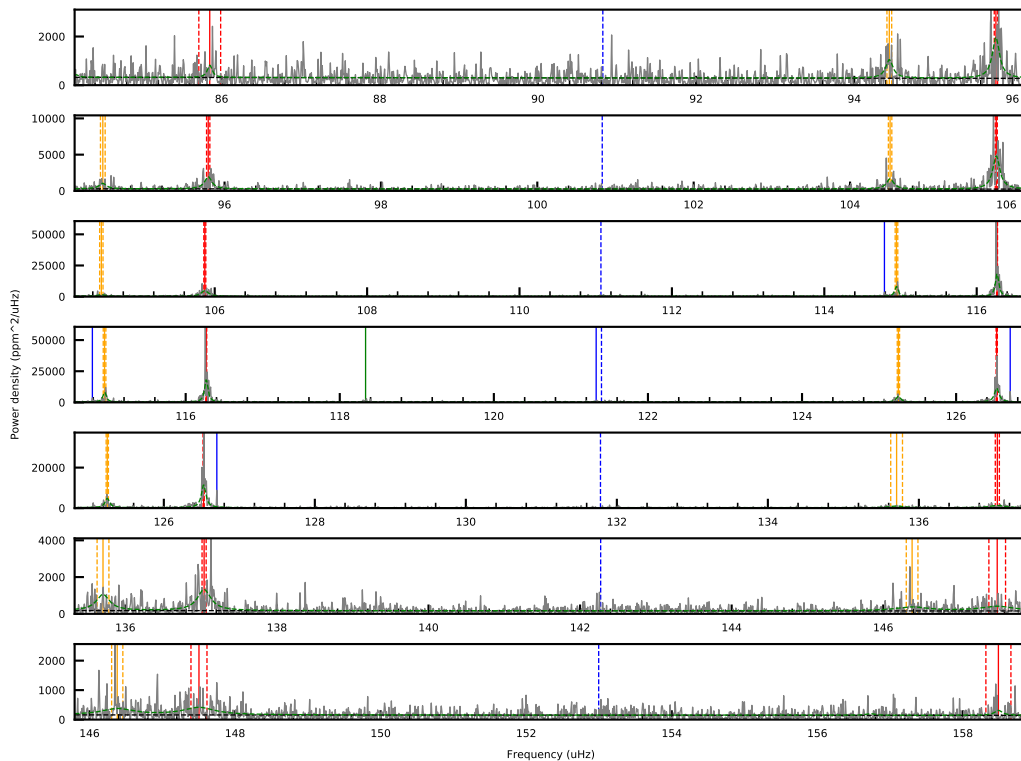 2000
0
86 88 90 92 94 96
10000
5000
0
96 98 100 102 104 106
50000
25000
0
106 108 110 112 114 116
50000
25000
0
116 118 120 122 124 126
Power density (ppm^2/uHz)
20000
0
126 128 130 132 134 136
4000
2000
0
136 138 140 142 144 146
2000
1000
0
146 148 150 152 154 156 158
Frequency (uHz)